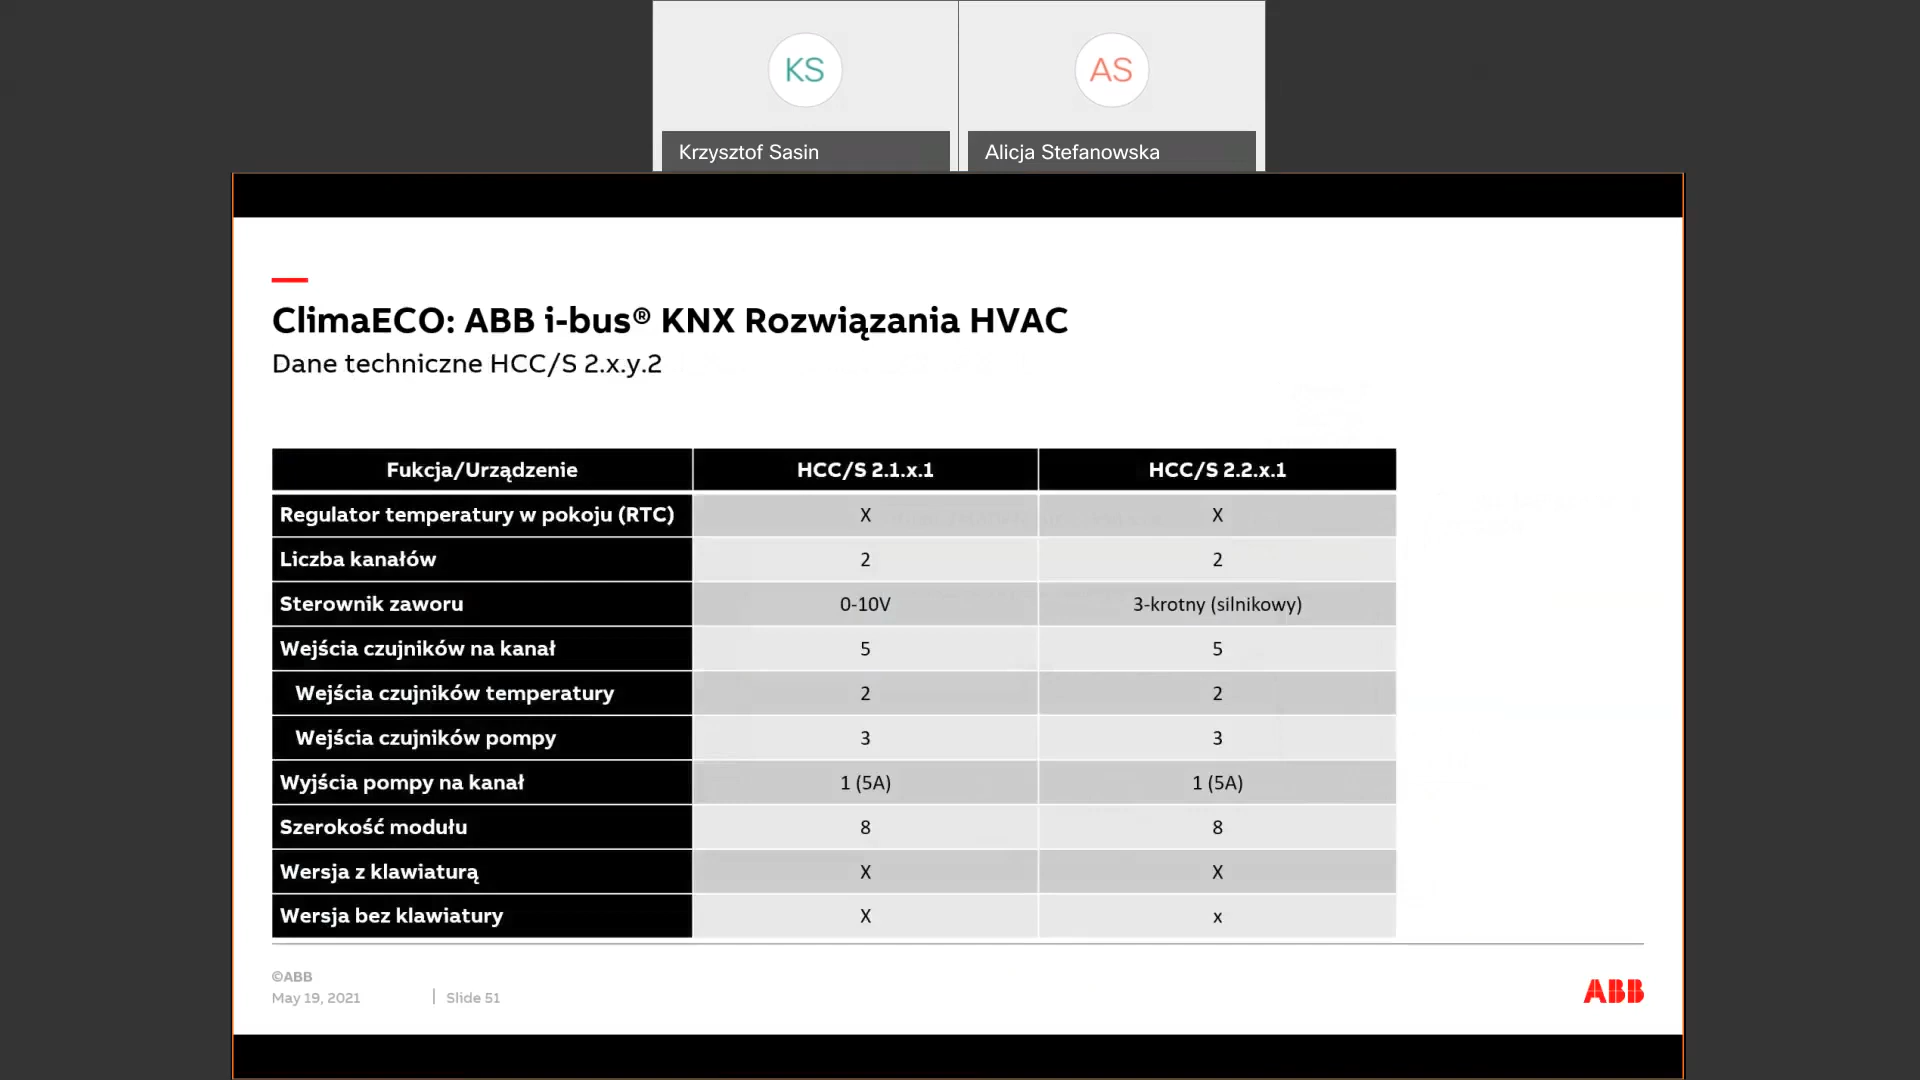 KS
AS
Krzysztof Sasin
Alicja Stefanowska
ClimaECO: ABB i-bus® KNX Rozwiązania HVAC
Dane techniczne HCC/S 2.x.y.2
Fukcja/Urządzenie HCC/S 2.1.x.1 HCC/S 2.2.x.1
Regulator temperatury w pokoju (RTC) X X
Liczba kanałów 2 2
Sterownik zaworu 0-10V 3-krotny (silnikowy)
Wejścia czujników na kanał 5 5
Wejścia czujników temperatury 2 2
Wejścia czujników pompy 3 3
Wyjścia pompy na kanał 1 (5A) 1 (5A)
Szerokość modułu 8 8
Wersja z klawiaturą X X
Wersja bez klawiatury X x
©ABB
May 19, 2021 | Slide 51
ABB